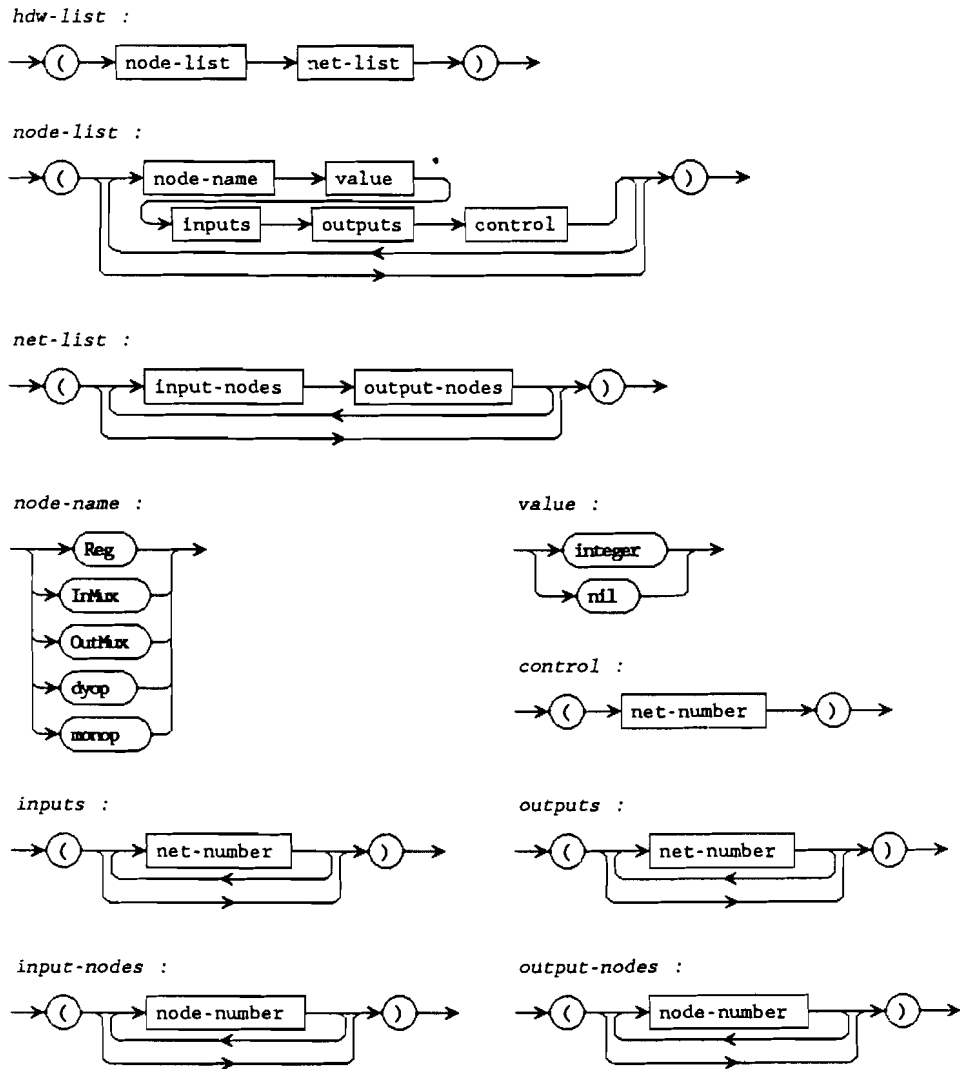 hdw-list :
( node-list net-list )
node-list :
( node-name value )
inputs outputs control
net-list :
( input-nodes output-nodes )
node-name :
value :
Reg
integer
InMux
nil
OutMux
control :
dyop
( net-number )
monop
inputs :
outputs :
( net-number )
( net-number )
input-nodes :
output-nodes :
( node-number )
( node-number )